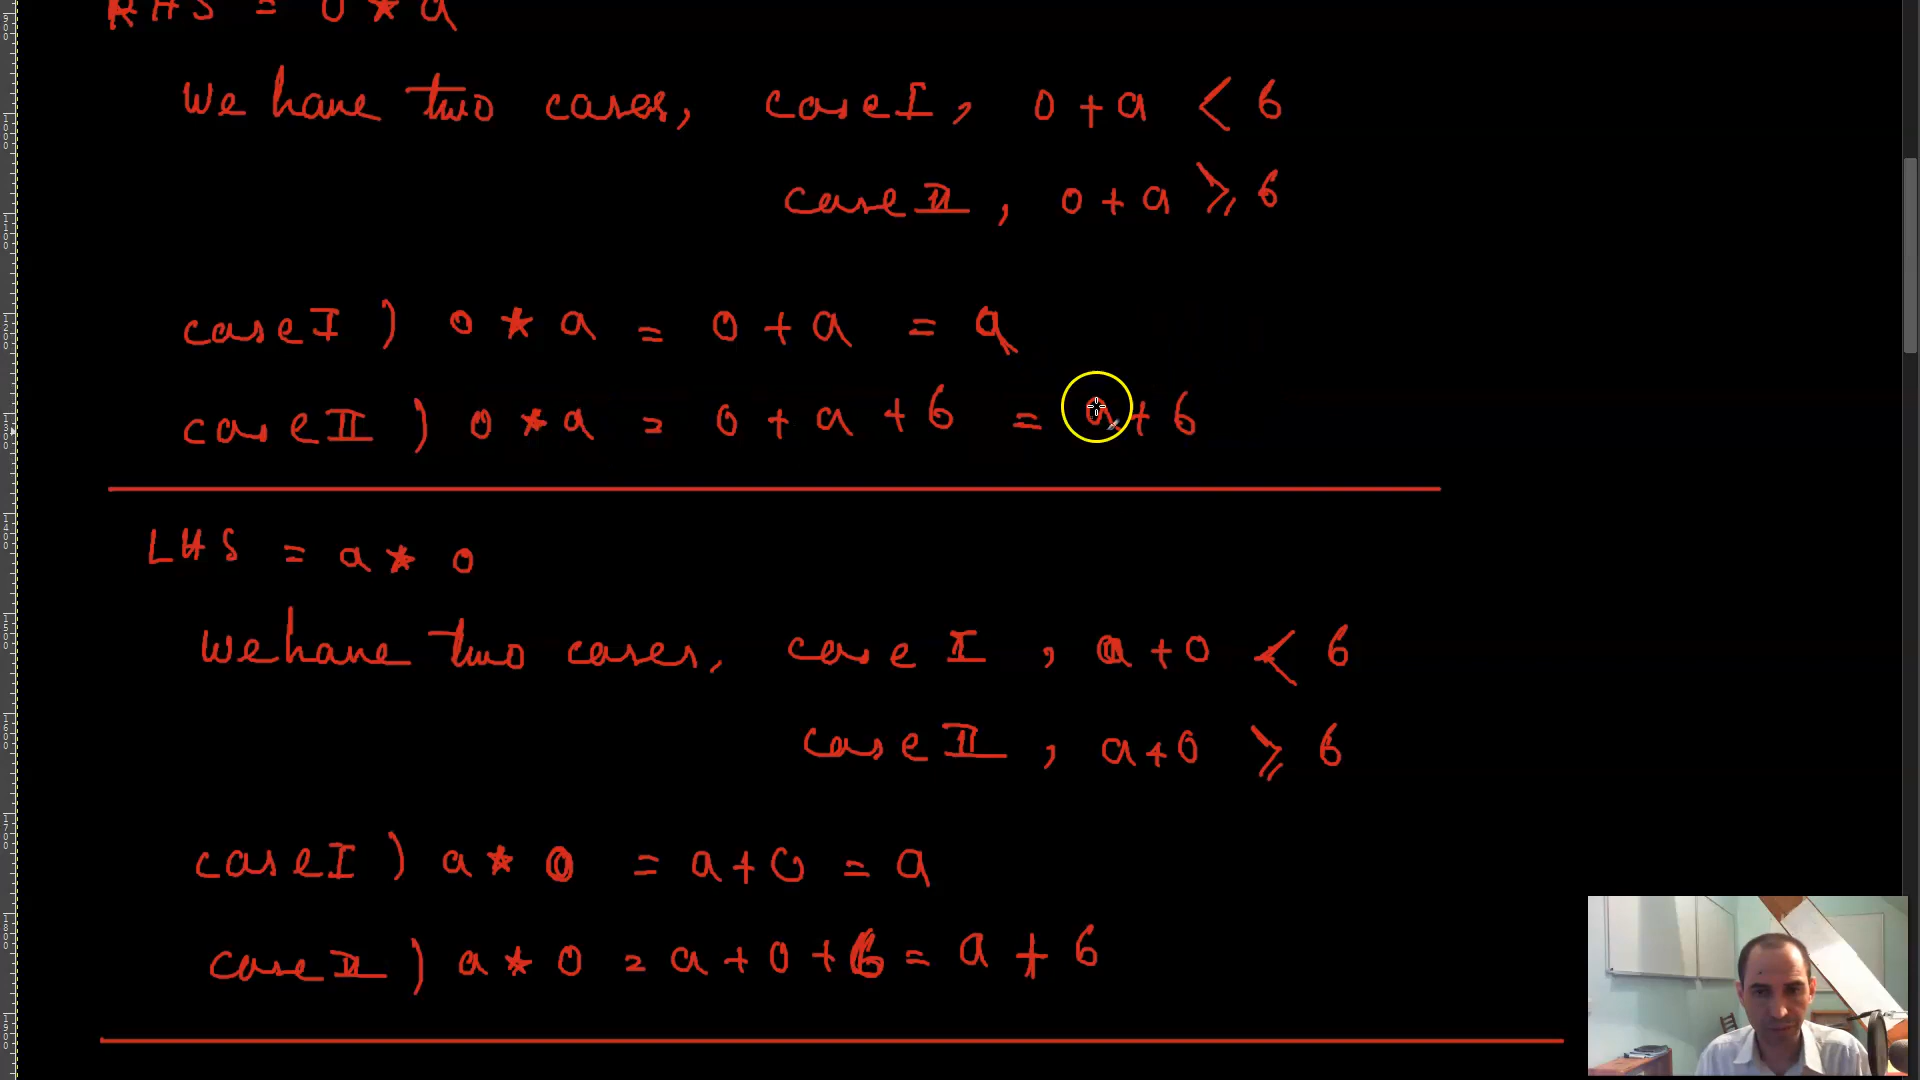 RHS = 0 * a
We have two cases, case I, 0 + a < 6
case II, 0 + a ⩾ 6
case I) 0 * a = 0 + a = a
case II) 0 * a = 0 + a + 6 = a + 6
LHS = a * 0
We have two cases, case I, a + 0 < 6
case II, a + 0 ⩾ 6
case I) a * 0 = a + 0 = a
case II) a * 0 = a + 0 + 6 = a + 6